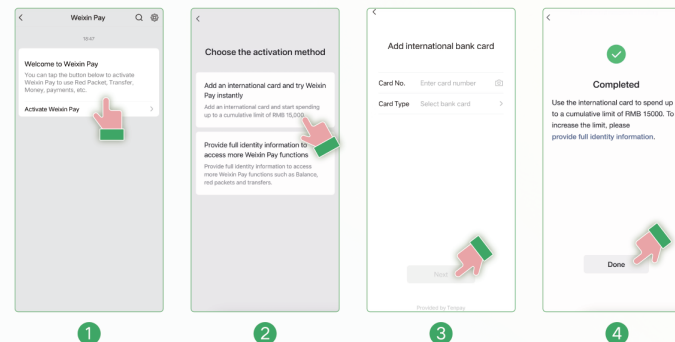 Weixin Pay
19:47
Welcome to Weixin Pay
You can tap the button below to activate
Weixin Pay to use Red Packet, Transfer,
Money, payments, etc.
Activate Weixin Pay
1
Choose the activation method
Add an international card and try Weixin
Pay instantly
Add an international card and start spending
up to a cumulative limit of RMB 15,000
Provide full identity information to
access more Weixin Pay functions
Provide full identity information to access
more Weixin Pay functions such as Balance,
red packets and transfers.
2
Add international bank card
Card No. Enter card number
Card Type Select bank card
Next
Provided by Tenpay
3
Completed
Use the international card to spend up
to a cumulative limit of RMB 15000. To
increase the limit, please
provide full identity information.
Done
4